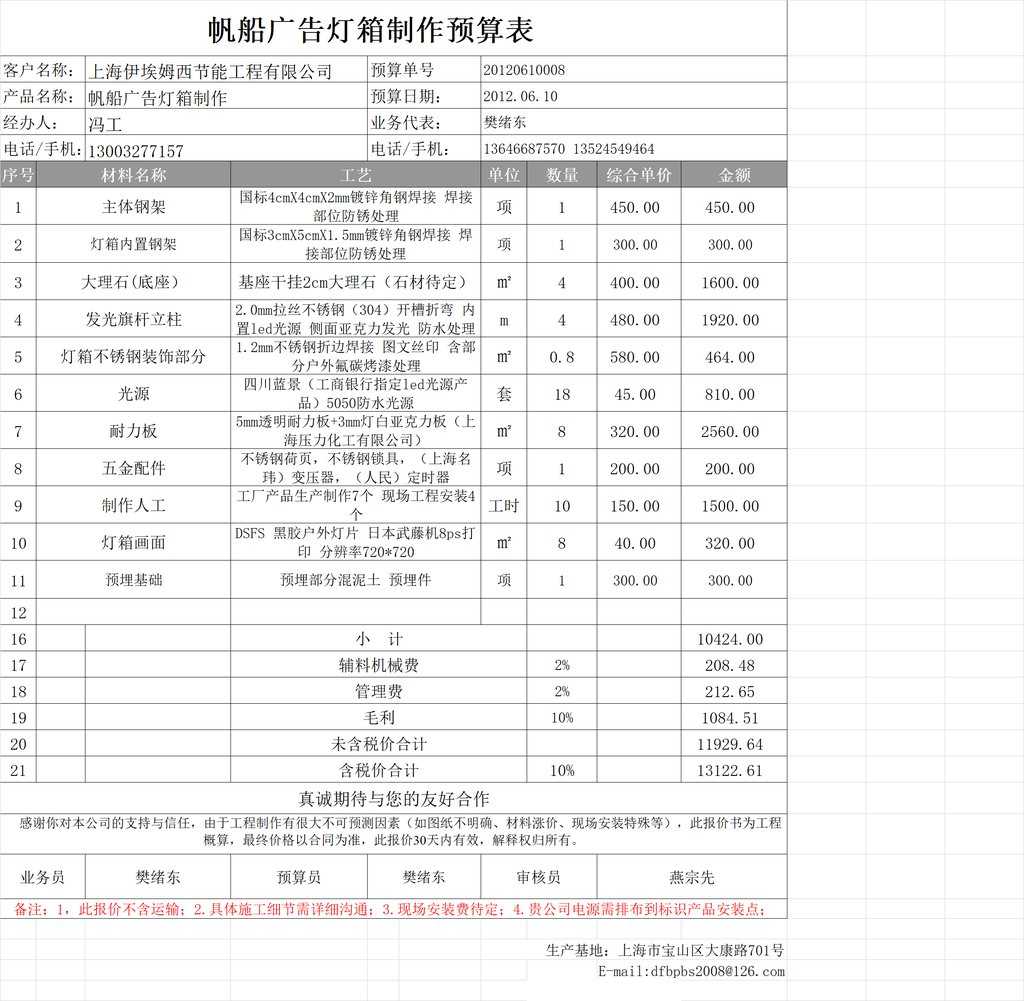 帆船广告灯箱制作预算表
客户名称： 上海伊埃姆西节能工程有限公司 预算单号 20120610008
产品名称： 帆船广告灯箱制作 预算日期： 2012.06.10
经办人： 冯工 业务代表： 樊绪东
电话/手机： 13003277157 电话/手机： 13646687570 13524549464
序号 材料名称 工艺 单位 数量 综合单价 金额
1 主体钢架 国标4cmX4cmX2mm镀锌角钢焊接 焊接
部位防锈处理 项 1 450.00 450.00
2 灯箱内置钢架 国标3cmX5cmX1.5mm镀锌角钢焊接 焊
接部位防锈处理 项 1 300.00 300.00
3 大理石(底座） 基座干挂2cm大理石（石材待定） ㎡ 4 400.00 1600.00
4 发光旗杆立柱 2.0mm拉丝不锈钢（304）开槽折弯 内
置led光源 侧面亚克力发光 防水处理 m 4 480.00 1920.00
5 灯箱不锈钢装饰部分 1.2mm不锈钢折边焊接 图文丝印 含部
分户外氟碳烤漆处理 ㎡ 0.8 580.00 464.00
6 光源 四川蓝景（工商银行指定led光源产
品）5050防水光源 套 18 45.00 810.00
7 耐力板 5mm透明耐力板+3mm灯白亚克力板（上
海压力化工有限公司） ㎡ 8 320.00 2560.00
8 五金配件 不锈钢荷页，不锈钢锁具，（上海名
玮）变压器，（人民）定时器 项 1 200.00 200.00
9 制作人工 工厂产品生产制作7个 现场工程安装4
个 工时 10 150.00 1500.00
10 灯箱画面 DSFS 黑胶户外灯片 日本武藤机8ps打
印 分辨率720*720 ㎡ 8 40.00 320.00
11 预埋基础 预埋部分混泥土 预埋件 项 1 300.00 300.00
12
16 小 计 10424.00
17 辅料机械费 2% 208.48
18 管理费 2% 212.65
19 毛利 10% 1084.51
20 未含税价合计 11929.64
21 含税价合计 10% 13122.61
真诚期待与您的友好合作
感谢你对本公司的支持与信任，由于工程制作有很大不可预测因素（如图纸不明确、材料涨价、现场安装特殊等），此报价书为工程
概算，最终价格以合同为准，此报价30天内有效，解释权归所有。
业务员 樊绪东 预算员 樊绪东 审核员 燕宗先
备注：1，此报价不含运输；2.具体施工细节需详细沟通；3.现场安装费待定；4.贵公司电源需排布到标识产品安装点；
生产基地：上海市宝山区大康路701号
E-mail:dfbpbs2008@126.com